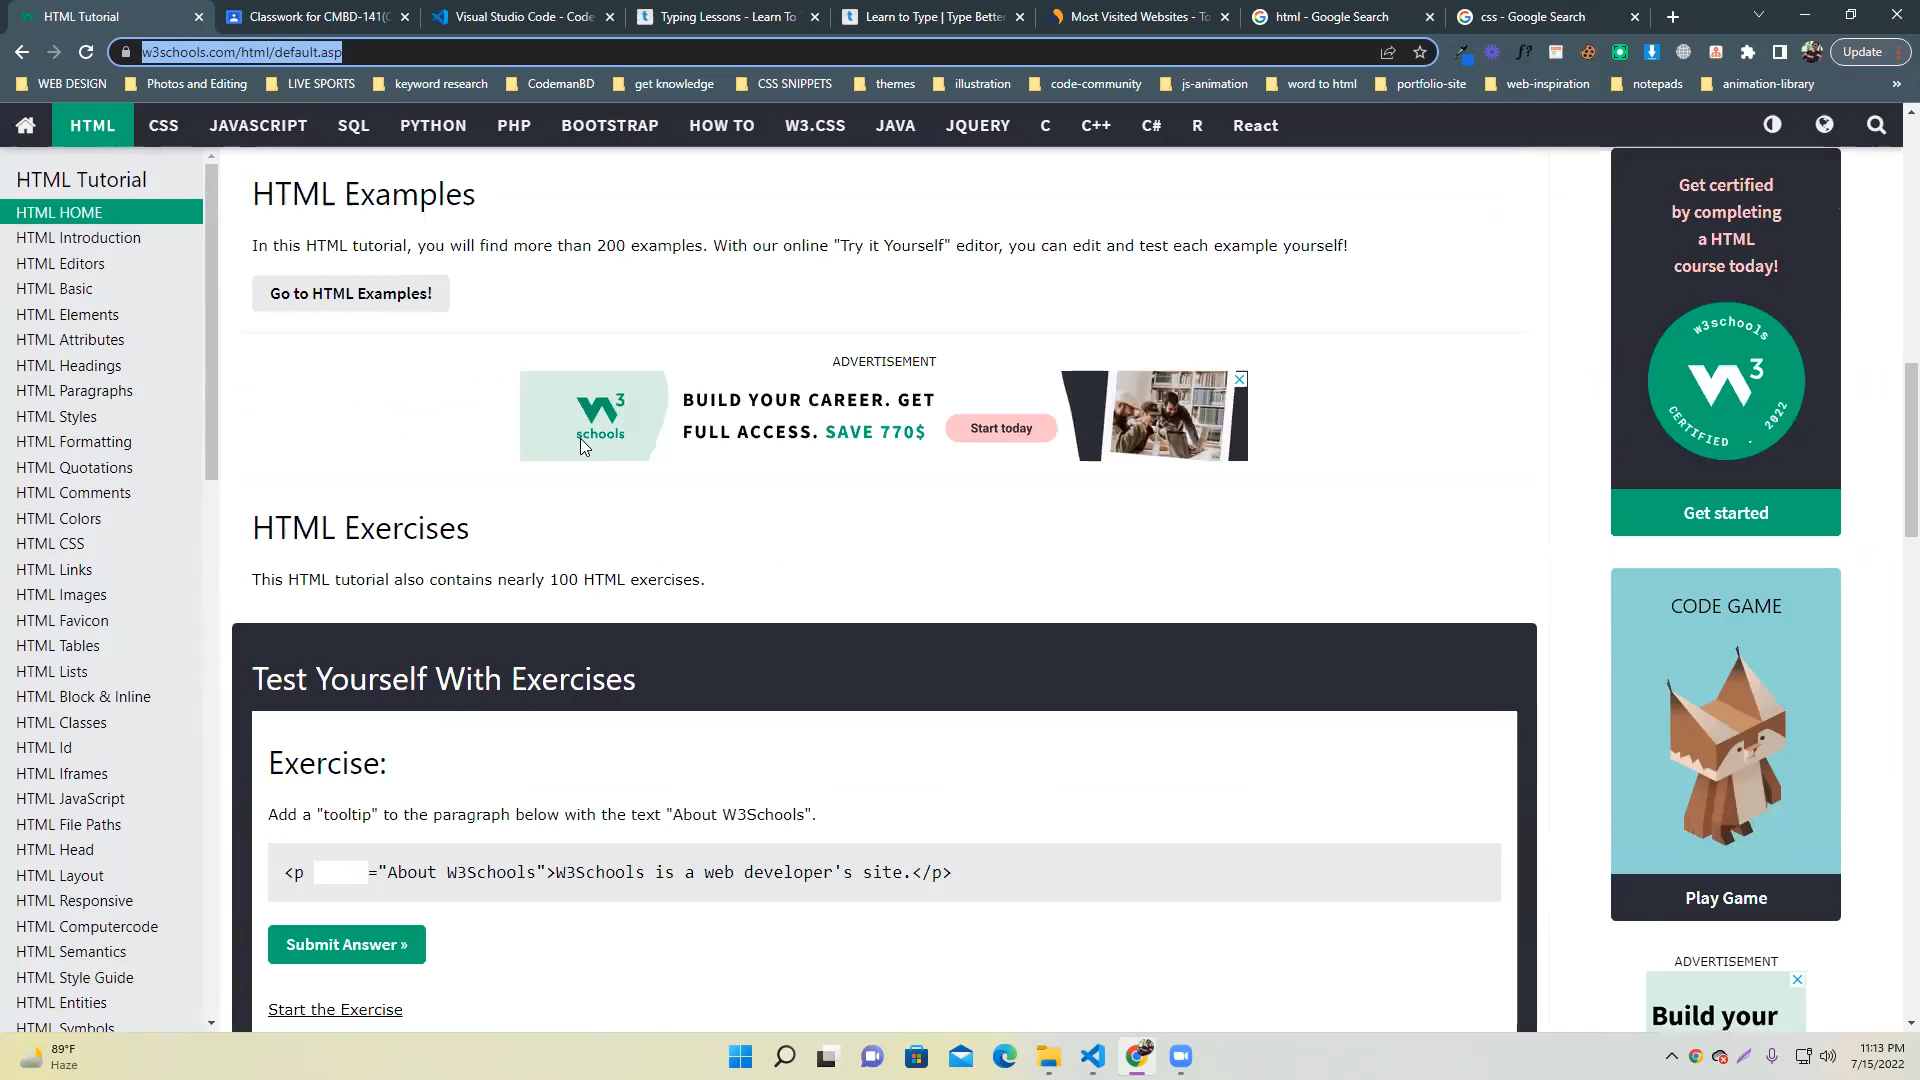 HTML Tutorial
Classwork for CMBD-141(
Visual Studio Code - Code
Typing Lessons - Learn To
Learn to Type | Type Better
Most Visited Websites - To
html - Google Search
css - Google Search
w3schools.com/html/default.asp
Update
WEB DESIGN
Photos and Editing
LIVE SPORTS
keyword research
CodemanBD
get knowledge
CSS SNIPPETS
themes
illustration
code-community
js-animation
word to html
portfolio-site
web-inspiration
notepads
animation-library
»
HTML
CSS
JAVASCRIPT
SQL
PYTHON
PHP
BOOTSTRAP
HOW TO
W3.CSS
JAVA
JQUERY
C
C++
C#
R
React
HTML Tutorial
HTML HOME
HTML Introduction
HTML Editors
HTML Basic
HTML Elements
HTML Attributes
HTML Headings
HTML Paragraphs
HTML Styles
HTML Formatting
HTML Quotations
HTML Comments
HTML Colors
HTML CSS
HTML Links
HTML Images
HTML Favicon
HTML Tables
HTML Lists
HTML Block & Inline
HTML Classes
HTML Id
HTML Iframes
HTML JavaScript
HTML File Paths
HTML Head
HTML Layout
HTML Responsive
HTML Computercode
HTML Semantics
HTML Style Guide
HTML Entities
HTML Symbols
HTML Examples
In this HTML tutorial, you will find more than 200 examples. With our online "Try it Yourself" editor, you can edit and test each example yourself!
Go to HTML Examples!
ADVERTISEMENT
W3
schools
BUILD YOUR CAREER. GET
FULL ACCESS. SAVE 770$
Start today
HTML Exercises
This HTML tutorial also contains nearly 100 HTML exercises.
Test Yourself With Exercises
Exercise:
Add a "tooltip" to the paragraph below with the text "About W3Schools".
<p ="About W3Schools">W3Schools is a web developer's site.</p>
Submit Answer »
Start the Exercise
Get certified
by completing
a HTML
course today!
w3schools
W3
CERTIFIED . 2022
Get started
CODE GAME
Play Game
ADVERTISEMENT
Build your
89°F
Haze
11:13 PM
7/15/2022